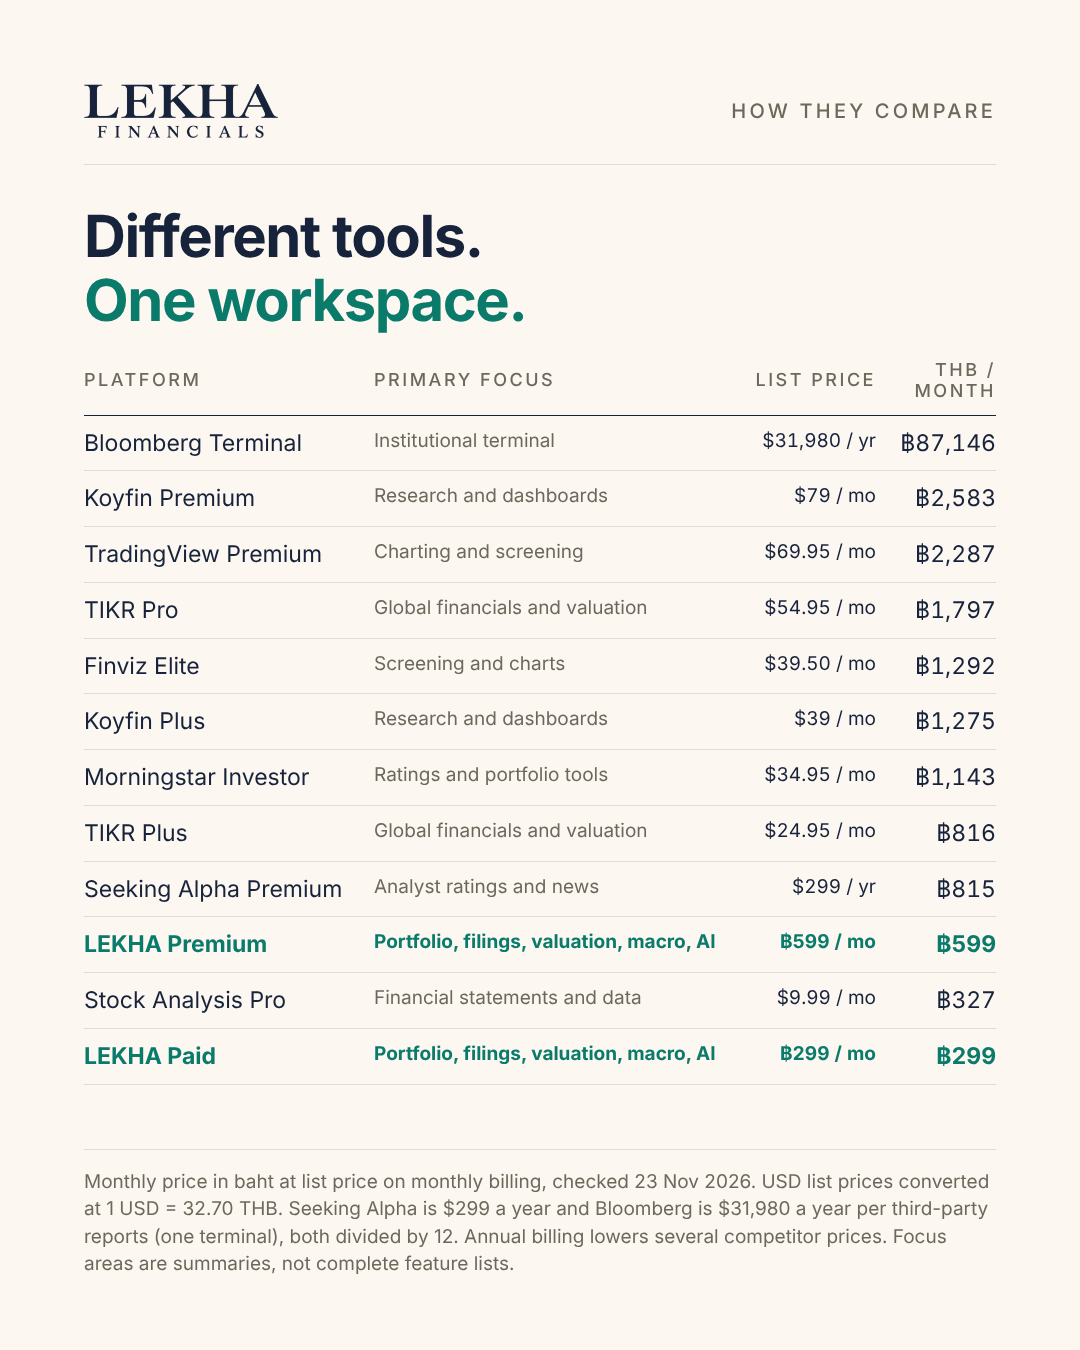 LEKHA
FINANCIALS
HOW THEY COMPARE
Different tools.
One workspace.
PLATFORM PRIMARY FOCUS LIST PRICE THB / MONTH
Bloomberg Terminal Institutional terminal $31,980 / yr ฿87,146
Koyfin Premium Research and dashboards $79 / mo ฿2,583
TradingView Premium Charting and screening $69.95 / mo ฿2,287
TIKR Pro Global financials and valuation $54.95 / mo ฿1,797
Finviz Elite Screening and charts $39.50 / mo ฿1,292
Koyfin Plus Research and dashboards $39 / mo ฿1,275
Morningstar Investor Ratings and portfolio tools $34.95 / mo ฿1,143
TIKR Plus Global financials and valuation $24.95 / mo ฿816
Seeking Alpha Premium Analyst ratings and news $299 / yr ฿815
LEKHA Premium Portfolio, filings, valuation, macro, AI ฿599 / mo ฿599
Stock Analysis Pro Financial statements and data $9.99 / mo ฿327
LEKHA Paid Portfolio, filings, valuation, macro, AI ฿299 / mo ฿299
Monthly price in baht at list price on monthly billing, checked 23 Nov 2026. USD list prices converted
at 1 USD = 32.70 THB. Seeking Alpha is $299 a year and Bloomberg is $31,980 a year per third-party
reports (one terminal), both divided by 12. Annual billing lowers several competitor prices. Focus
areas are summaries, not complete feature lists.